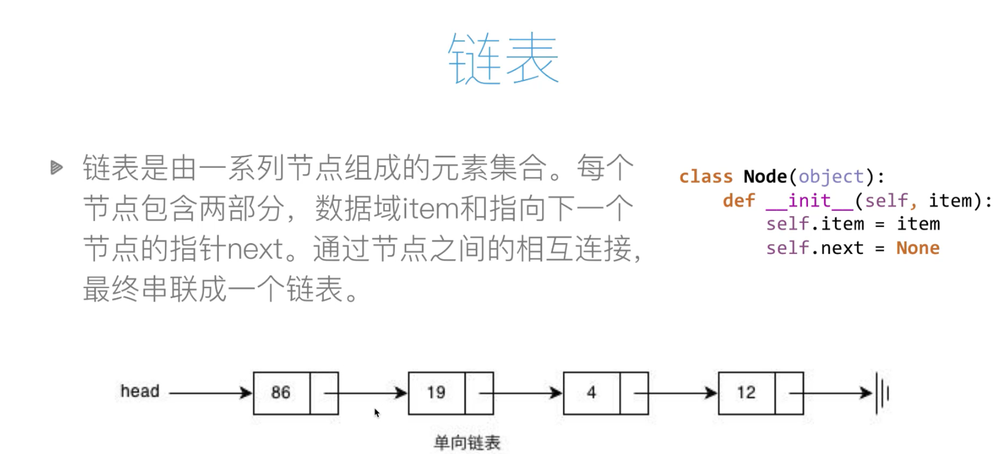 链表
链表是由一系列节点组成的元素集合。每个
节点包含两部分，数据域item和指向下一个
节点的指针next。通过节点之间的相互连接，
最终串联成一个链表。
class Node(object):
    def __init__(self, item):
        self.item = item
        self.next = None
head 86 19 4 12
单向链表